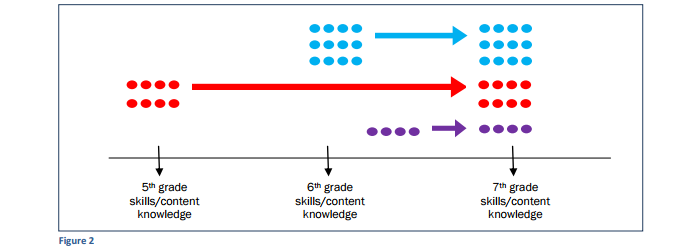 5th grade
skills/content
knowledge
6th grade
skills/content
knowledge
7th grade
skills/content
knowledge
Figure 2